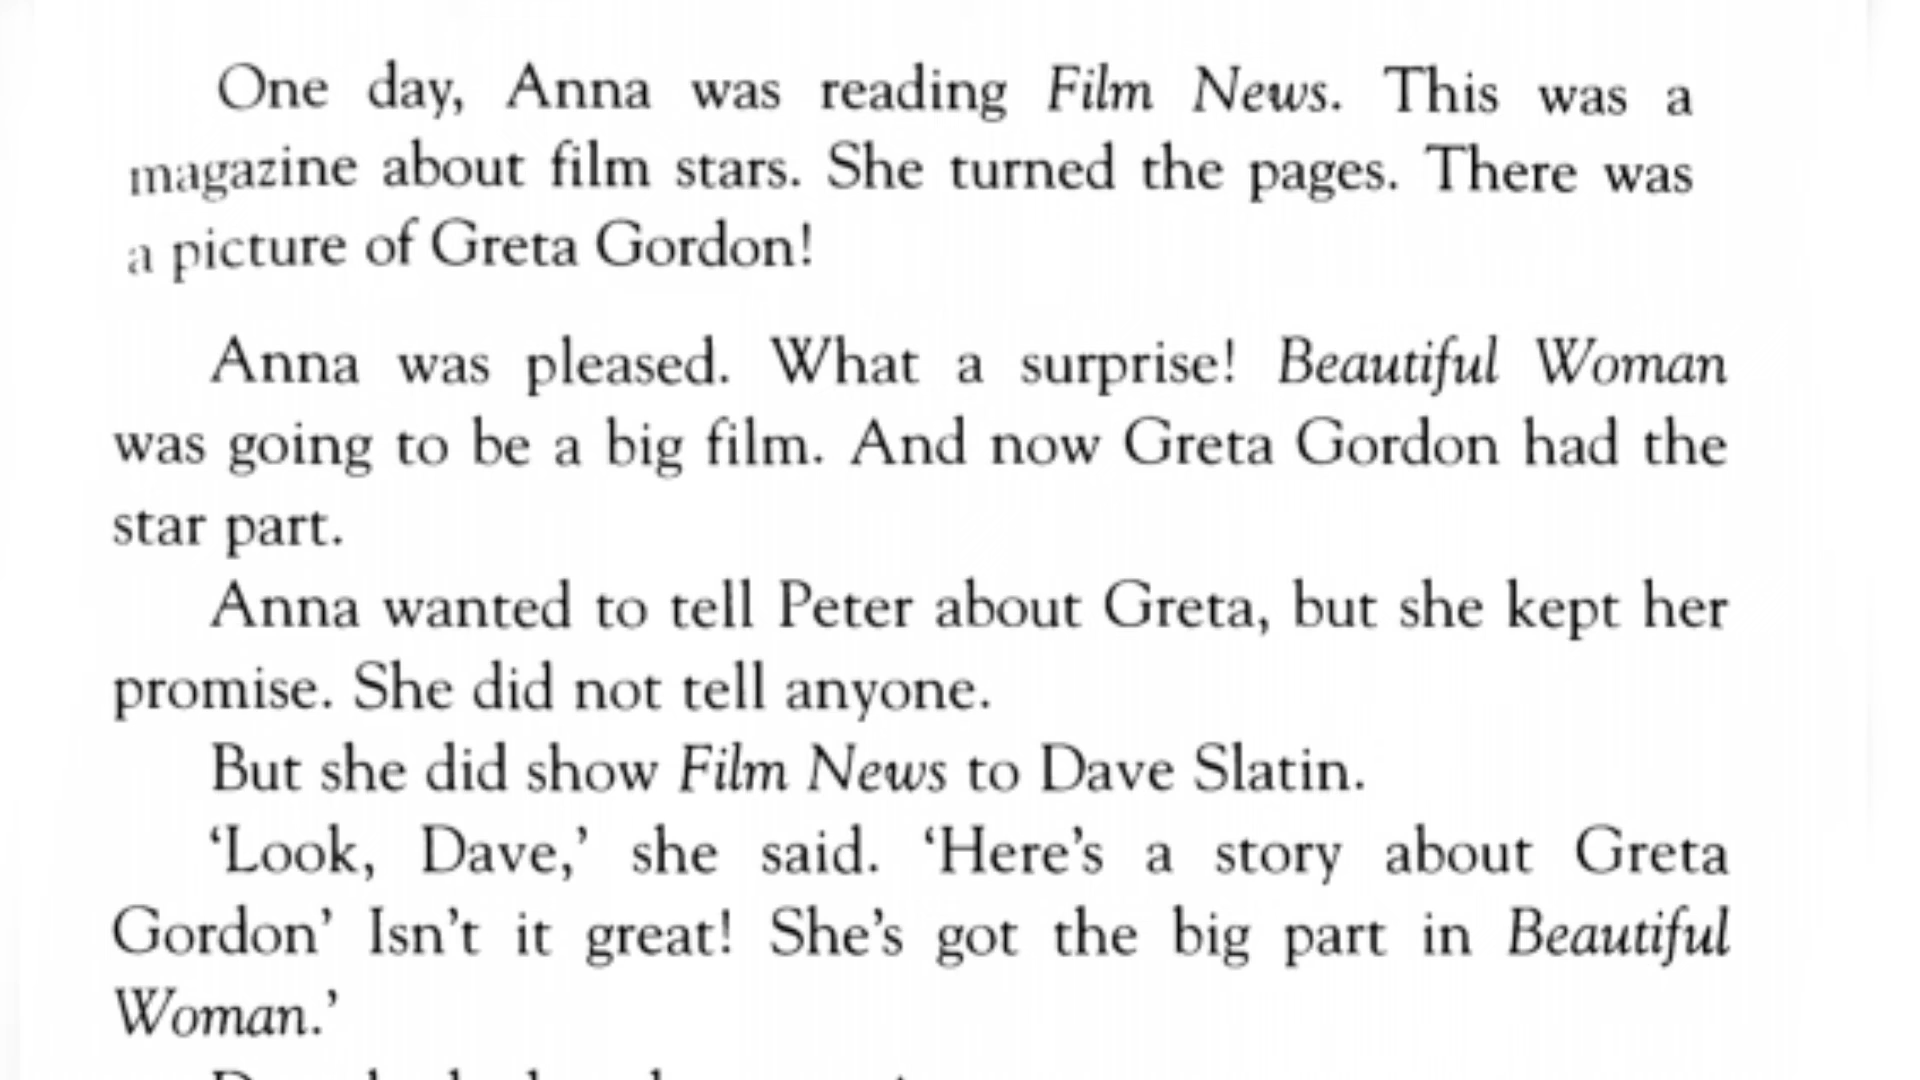 One day, Anna was reading Film News. This was a
magazine about film stars. She turned the pages. There was
a picture of Greta Gordon!
Anna was pleased. What a surprise! Beautiful Woman
was going to be a big film. And now Greta Gordon had the
star part.
Anna wanted to tell Peter about Greta, but she kept her
promise. She did not tell anyone.
But she did show Film News to Dave Slatin.
‘Look, Dave,’ she said. ‘Here’s a story about Greta
Gordon’ Isn’t it great! She’s got the big part in Beautiful
Woman.’